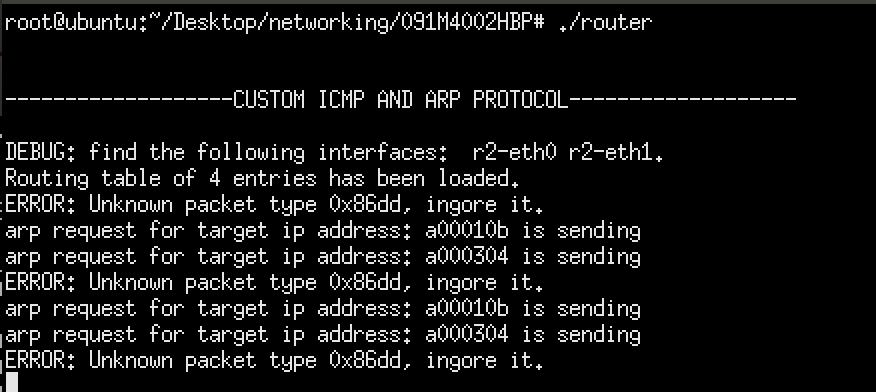 root@ubuntu:~/Desktop/networking/091M4002HBP# ./router
-------------------CUSTOM ICMP AND ARP PROTOCOL-------------------
DEBUG: find the following interfaces:  r2-eth0 r2-eth1.
Routing table of 4 entries has been loaded.
ERROR: Unknown packet type 0x86dd, ingore it.
arp request for target ip address: a00010b is sending
arp request for target ip address: a000304 is sending
ERROR: Unknown packet type 0x86dd, ingore it.
arp request for target ip address: a00010b is sending
arp request for target ip address: a000304 is sending
ERROR: Unknown packet type 0x86dd, ingore it.